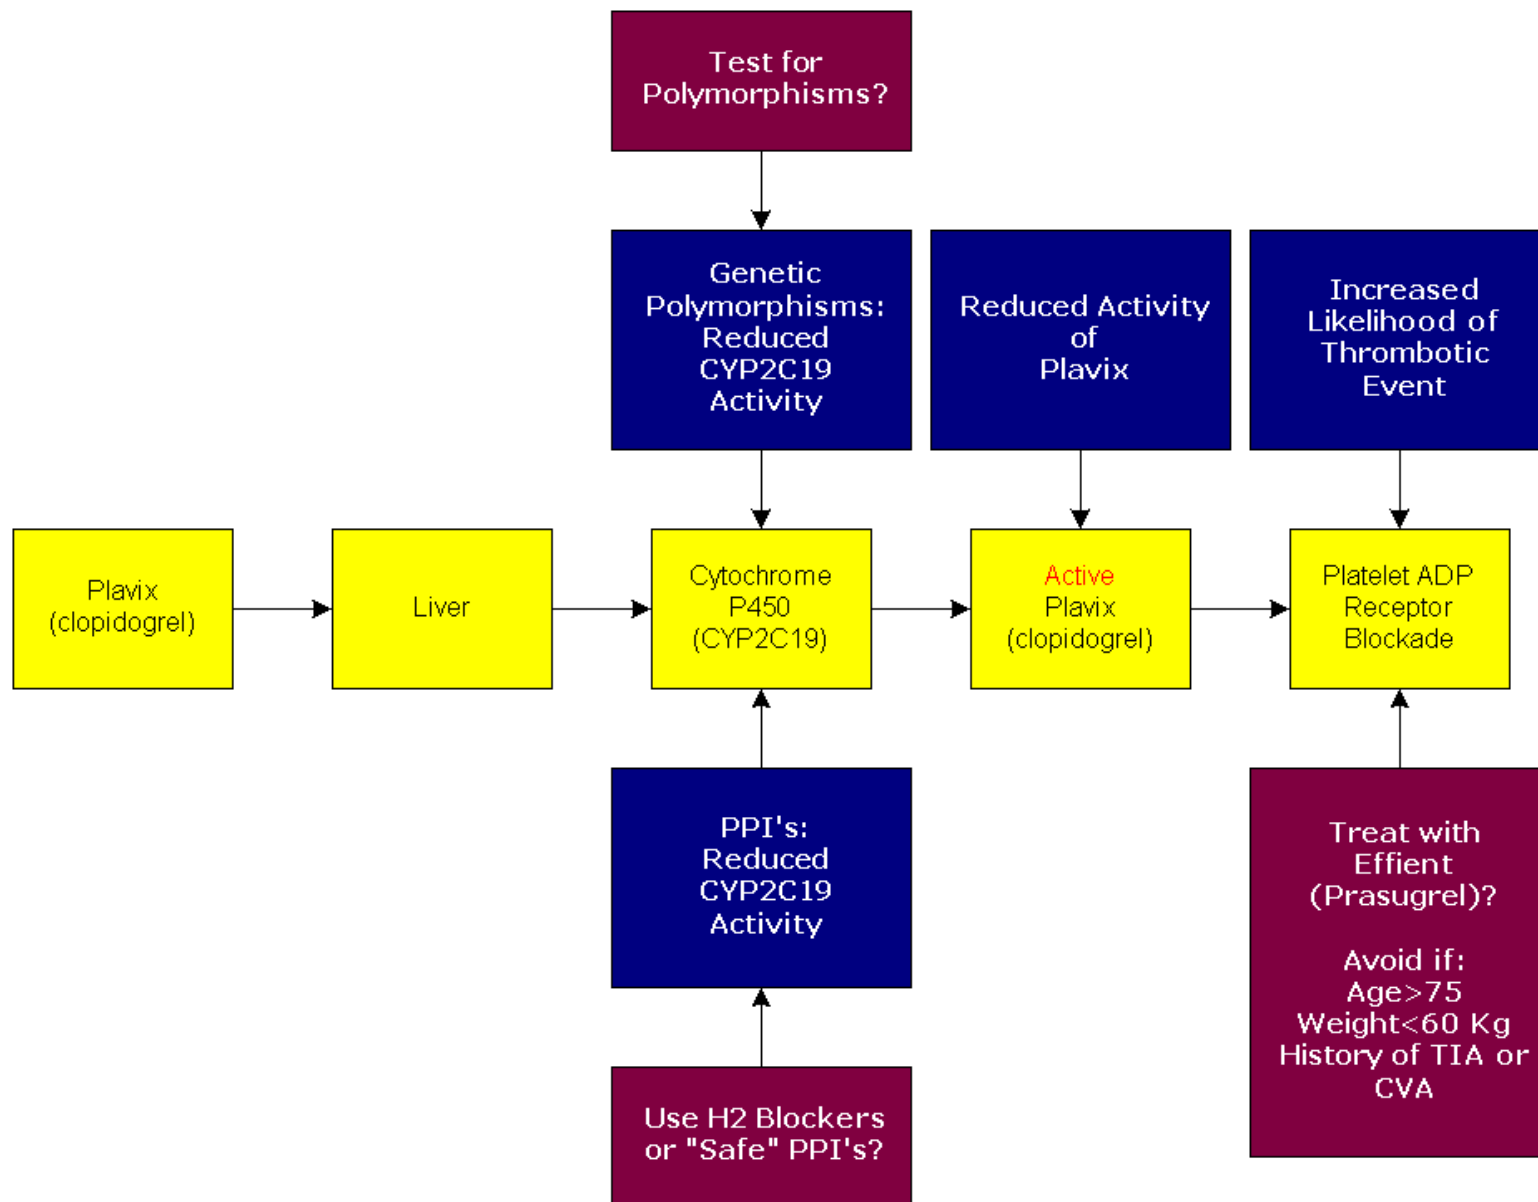 Test for
Polymorphisms?
Genetic
Polymorphisms:
Reduced
CYP2C19
Activity
Reduced Activity
of
Plavix
Increased
Likelihood of
Thrombotic
Event
Plavix
(clopidogrel)
Liver
Cytochrome
P450
(CYP2C19)
Active
Plavix
(clopidogrel)
Platelet ADP
Receptor
Blockade
PPI's:
Reduced
CYP2C19
Activity
Treat with
Effient
(Prasugrel)?
Avoid if:
Age>75
Weight<60 Kg
History of TIA or
CVA
Use H2 Blockers
or "Safe" PPI's?